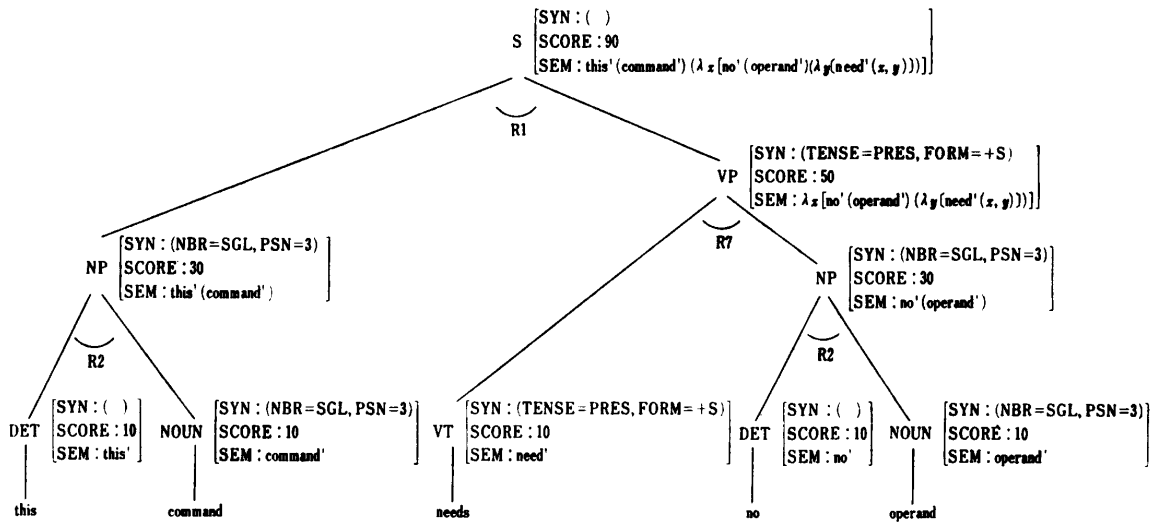 SYN : ( )
S SCORE : 90
SEM : this'(command') (λx[no'(operand')(λy(need'(x, y)))]
R1
SYN : (TENSE=PRES, FORM=+S)
VP SCORE : 50
SEM : λx[no'(operand') (λy(need'(x, y)))]
R7
SYN : (NBR=SGL, PSN=3)
NP SCORE : 30
SEM : this'(command')
R2
SYN : (NBR=SGL, PSN=3)
NP SCORE : 30
SEM : no'(operand')
R2
SYN : ( )
DET SCORE : 10
SEM : this'
SYN : (NBR=SGL, PSN=3)
NOUN SCORE : 10
SEM : command'
SYN : (TENSE=PRES, FORM=+S)
VT SCORE : 10
SEM : need'
SYN : ( )
DET SCORE : 10
SEM : no'
SYN : (NBR=SGL, PSN=3)
NOUN SCORE : 10
SEM : operand'
this command needs no operand